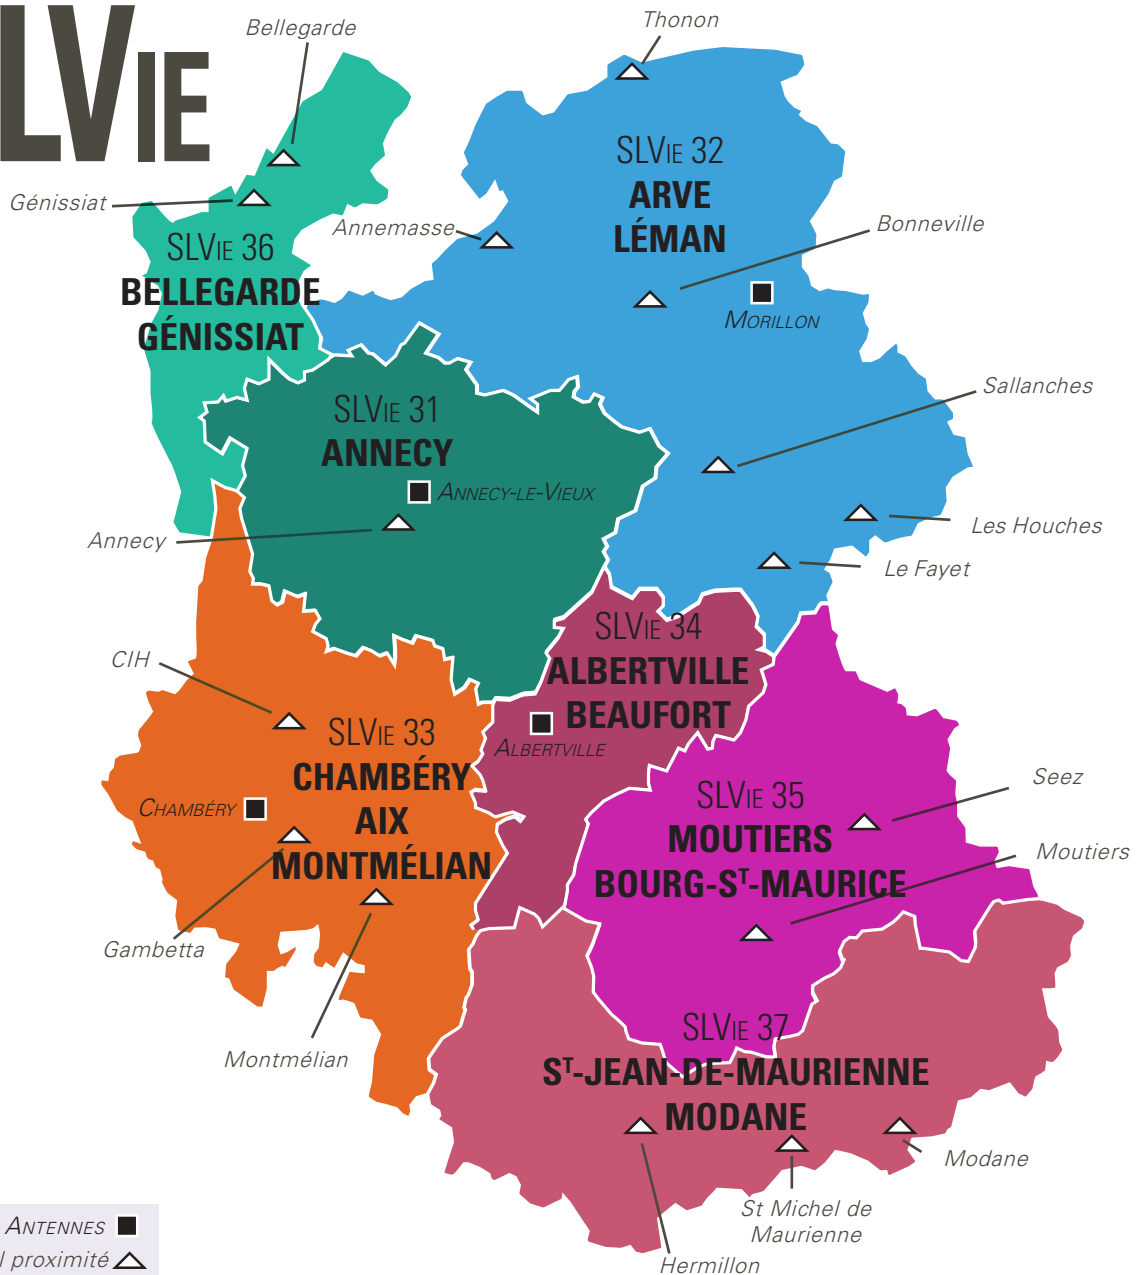 LVIE
Bellegarde
Thonon
Génissiat
Annemasse
Bonneville
SLVIE 32
ARVE
LÉMAN
MORILLON
SLVIE 36
BELLEGARDE
GÉNISSIAT
Sallanches
SLVIE 31
ANNECY
ANNECY-LE-VIEUX
Annecy
Les Houches
Le Fayet
SLVIE 34
ALBERTVILLE
BEAUFORT
ALBERTVILLE
CIH
SLVIE 33
CHAMBÉRY
AIX
MONTMÉLIAN
CHAMBÉRY
Gambetta
Montmélian
SLVIE 35
MOUTIERS
BOURG-ST-MAURICE
Seez
Moutiers
SLVIE 37
ST-JEAN-DE-MAURIENNE
MODANE
Modane
St Michel de
Maurienne
Hermillon
ANTENNES
proximité